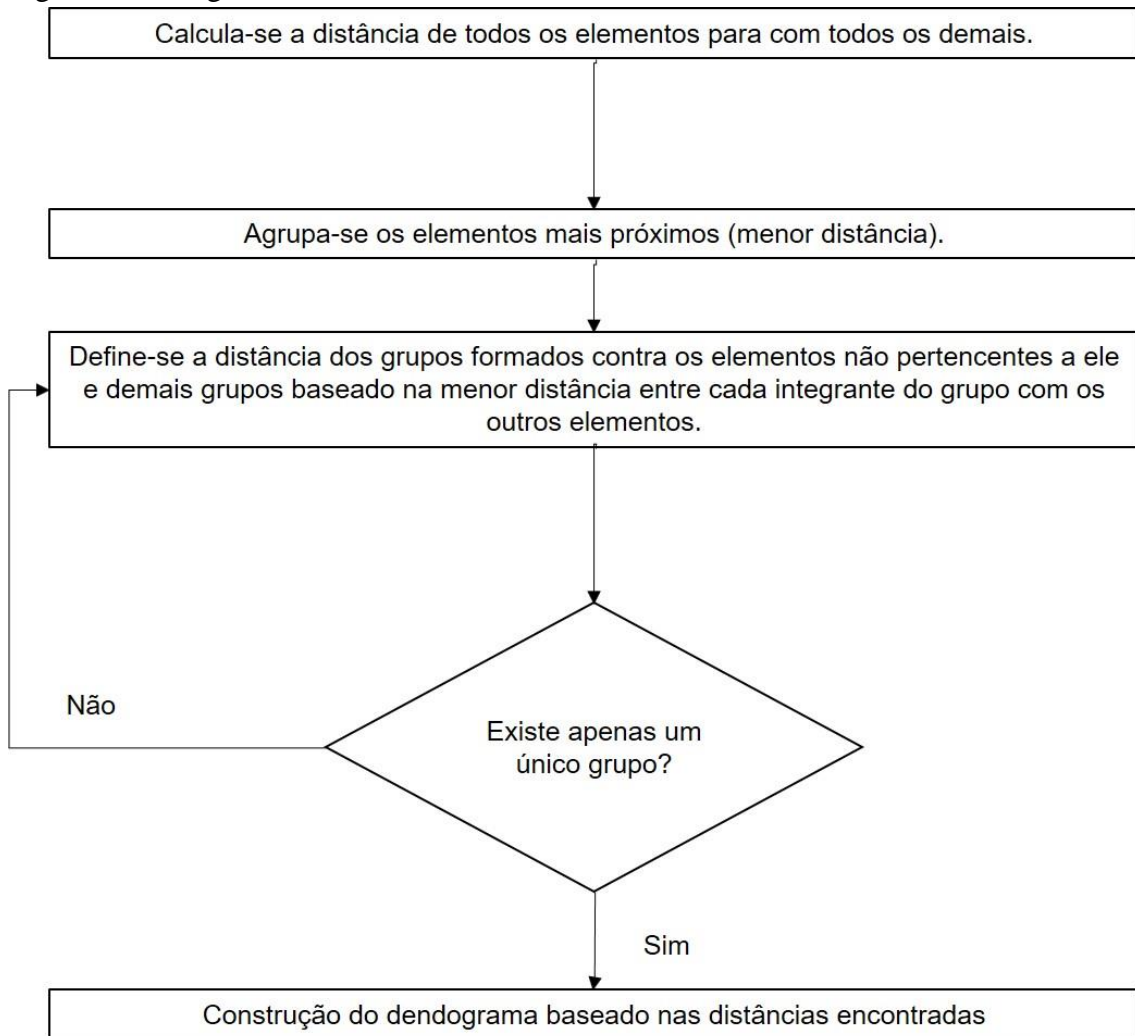 Calcula-se a distância de todos os elementos para com todos os demais.
Agrupa-se os elementos mais próximos (menor distância).
Define-se a distância dos grupos formados contra os elementos não pertencentes a ele
e demais grupos baseado na menor distância entre cada integrante do grupo com os
outros elementos.
Não
Existe apenas um
único grupo?
Sim
Construção do dendograma baseado nas distâncias encontradas